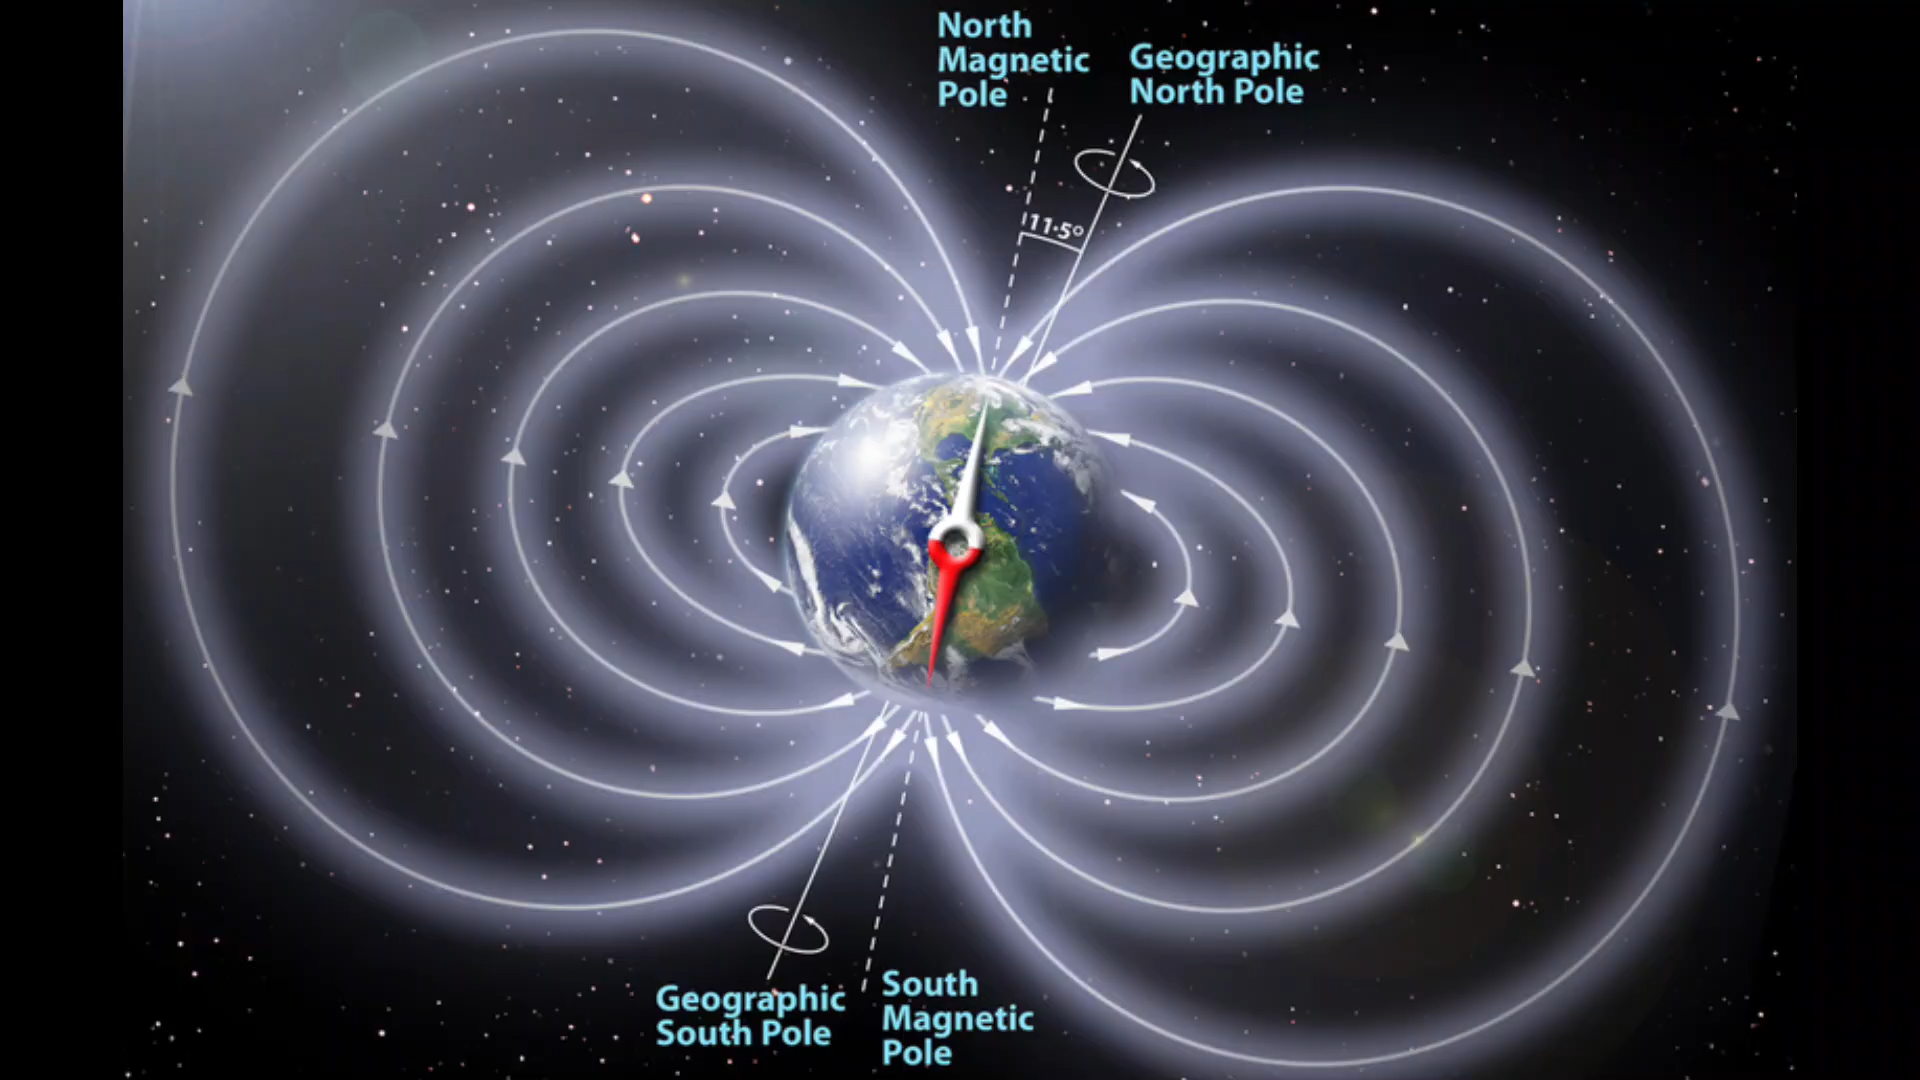 North
Magnetic
Pole
Geographic
North Pole
11·5°
Geographic
South Pole
South
Magnetic
Pole